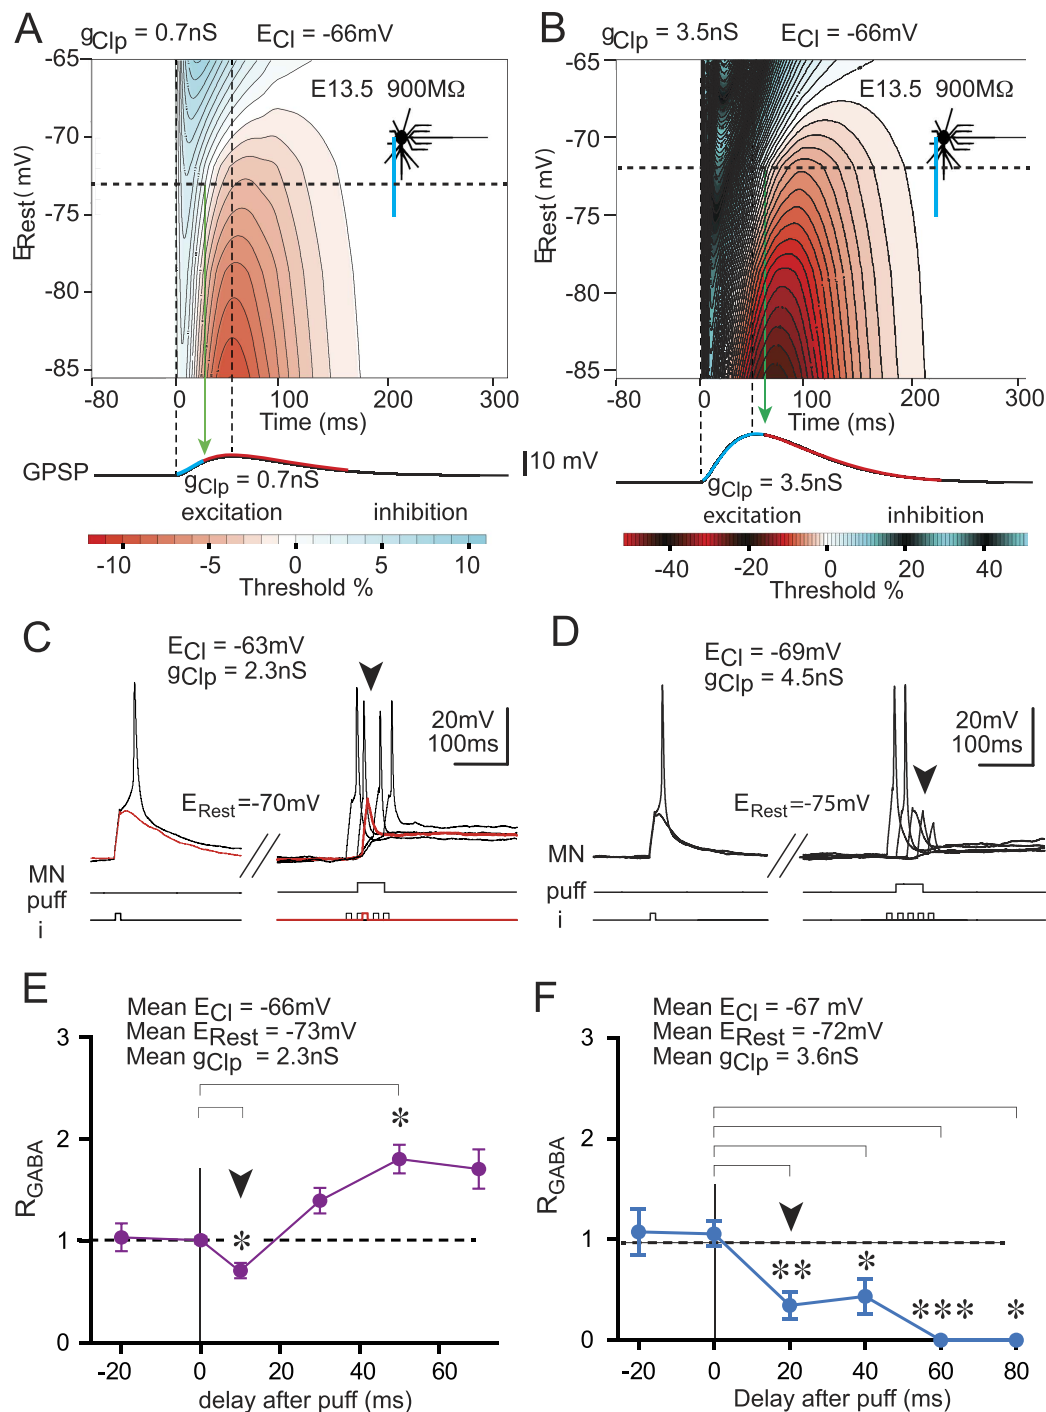 A
gClp = 0.7nS ECl = -66mV
-65
-70
-75
-80
-85
ERest( mV)
E13.5 900MΩ
-80 0 100 200 300
Time (ms)
GPSP
gClp = 0.7nS
10 mV
excitation inhibition
-10 -5 0 5 10
Threshold %
B
gClp = 3.5nS ECl = -66mV
-65
-70
-75
-80
-85
ERest( mV)
E13.5 900MΩ
-80 0 100 200 300
Time (ms)
gClp = 3.5nS
excitation inhibition
-40 -20 0 20 40
Threshold %
C
ECl = -63mV
gClp = 2.3nS
20mV
100ms
ERest=-70mV
MN
puff
i
D
ECl = -69mV
gClp = 4.5nS
20mV
100ms
ERest=-75mV
MN
puff
i
E
Mean ECl = -66mV
Mean ERest = -73mV
Mean gClp = 2.3nS
3
2
1
0
RGABA
*
*
-20 0 20 40 60
delay after puff (ms)
F
Mean ECl = -67 mV
Mean ERest = -72mV
Mean gClp = 3.6nS
3
2
1
0
RGABA
**
*
***
*
-20 0 20 40 60 80
Delay after puff (ms)